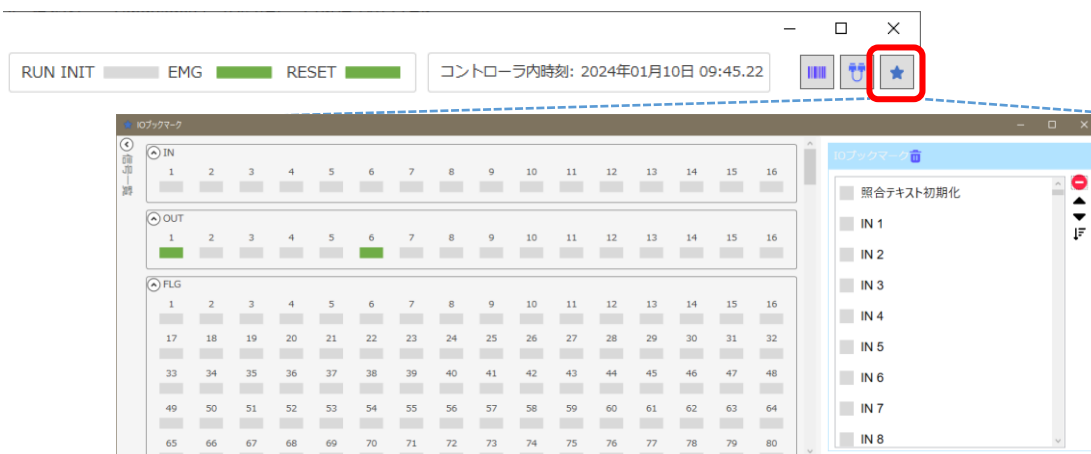 RUN INIT EMG RESET コントローラ内時刻: 2024年01月10日 09:45.22
IOブックマーク
信号一覧
IN
1 2 3 4 5 6 7 8 9 10 11 12 13 14 15 16
OUT
1 2 3 4 5 6 7 8 9 10 11 12 13 14 15 16
FLG
1 2 3 4 5 6 7 8 9 10 11 12 13 14 15 16
17 18 19 20 21 22 23 24 25 26 27 28 29 30 31 32
33 34 35 36 37 38 39 40 41 42 43 44 45 46 47 48
49 50 51 52 53 54 55 56 57 58 59 60 61 62 63 64
65 66 67 68 69 70 71 72 73 74 75 76 77 78 79 80
IOブックマーク
照合テキスト初期化
IN 1
IN 2
IN 3
IN 4
IN 5
IN 6
IN 7
IN 8